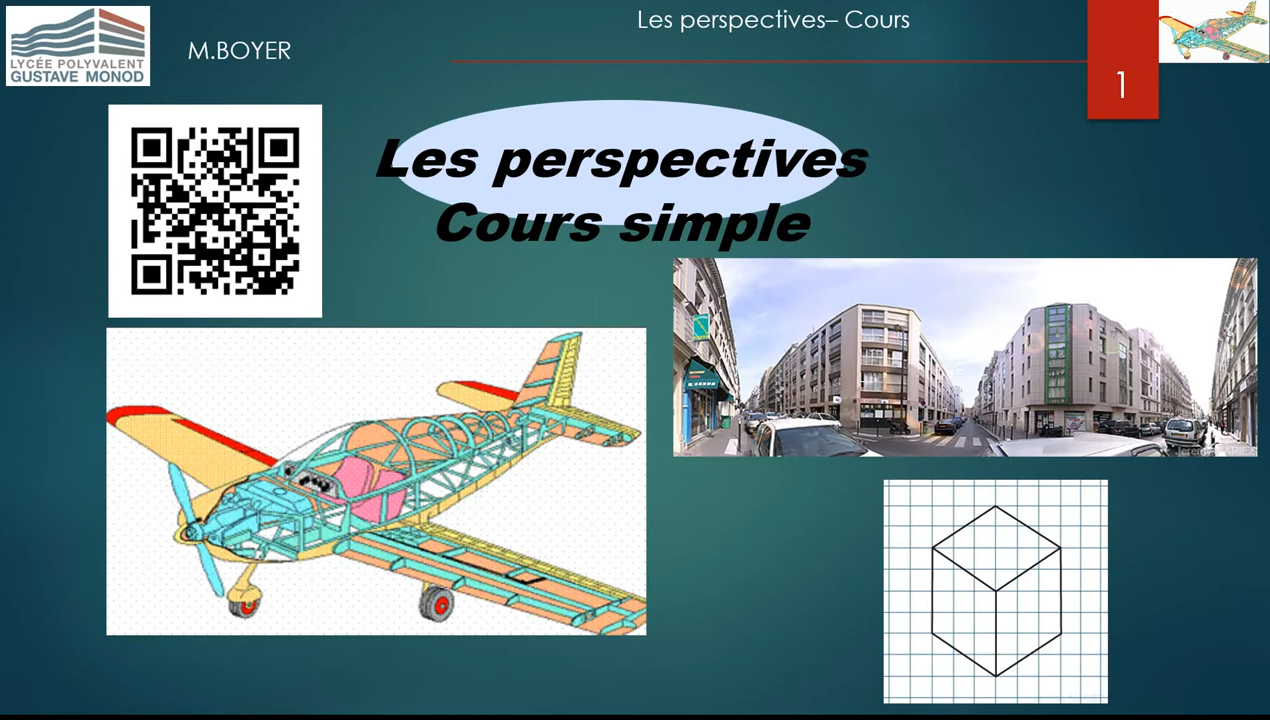 Les perspectives– Cours
M.BOYER
LYCÉE POLYVALENT
GUSTAVE MONOD
1
Les perspectives
Cours simple